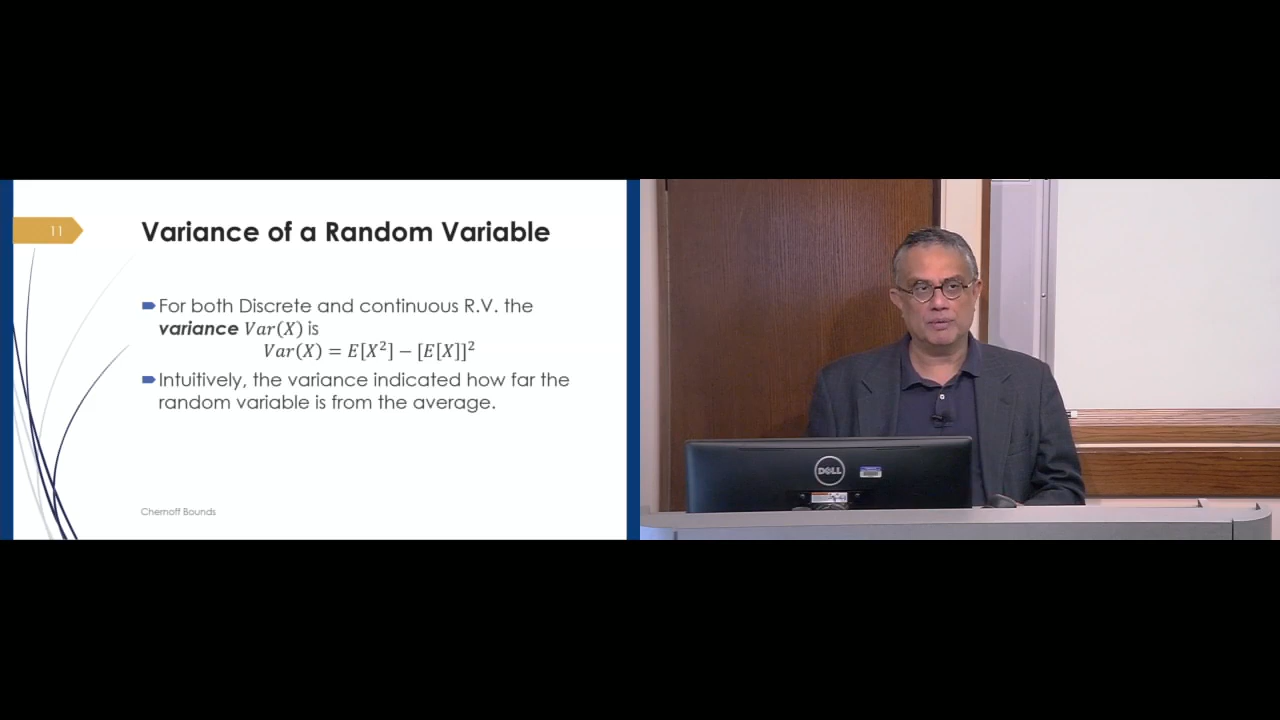 11
Variance of a Random Variable
For both Discrete and continuous R.V. the
variance Var(X) is
Var(X) = E[X²] − [E[X]]²
Intuitively, the variance indicated how far the
random variable is from the average.
Chernoff Bounds
DELL